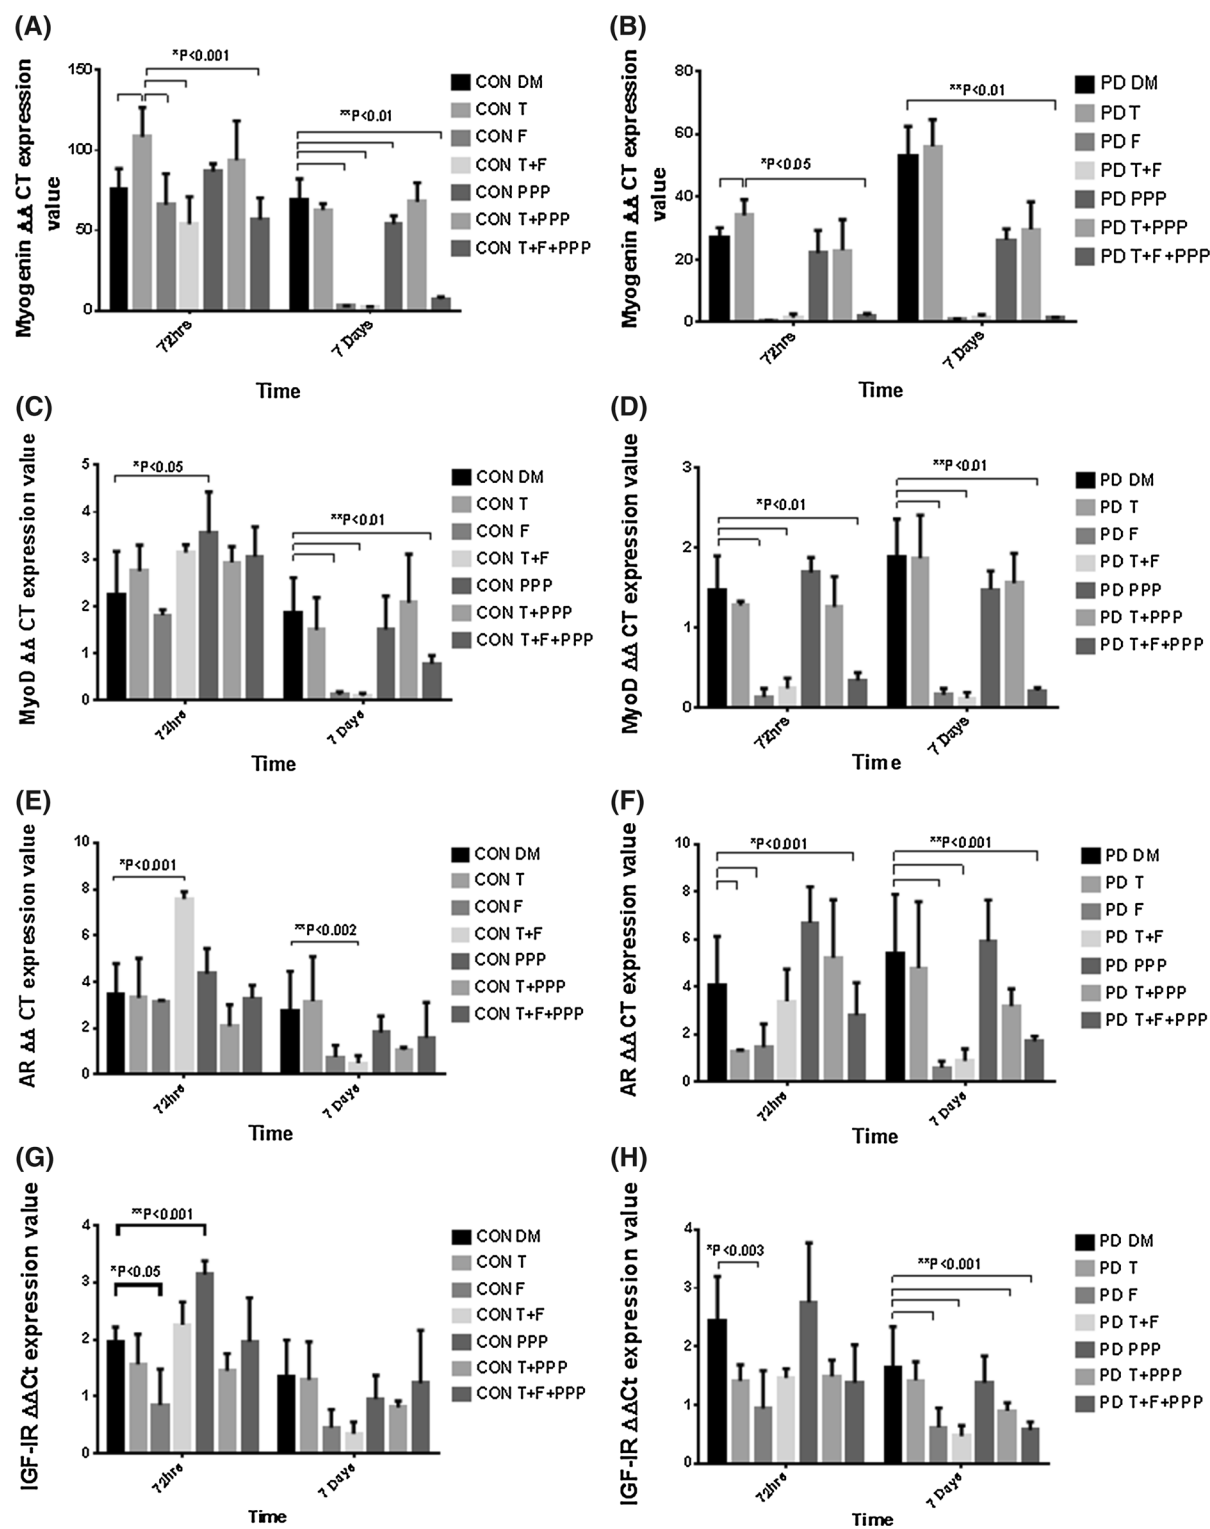 (A)
Myogenin ΔΔ CT expression
value
150
100
50
0
*P<0.001
**P<0.01
72hrs
7 Days
Time
CON DM
CON T
CON F
CON T+F
CON PPP
CON T+PPP
CON T+F+PPP
(B)
Myogenin ΔΔ CT expression
value
80
60
40
20
0
*P<0.05
**P<0.01
72hrs
7 Days
Time
PD DM
PD T
PD F
PD T+F
PD PPP
PD T+PPP
PD T+F+PPP
(C)
MyoD ΔΔ CT expression value
5
4
3
2
1
0
*P<0.05
**P<0.01
72hrs
7 Days
Time
CON DM
CON T
CON F
CON T+F
CON PPP
CON T+PPP
CON T+F+PPP
(D)
MyoD ΔΔ CT expression value
3
2
1
0
*P<0.01
**P<0.01
72hrs
7 Days
Time
PD DM
PD T
PD F
PD T+F
PD PPP
PD T+PPP
PD T+F+PPP
(E)
AR ΔΔ CT expression value
10
8
6
4
2
0
*P<0.001
**P<0.002
72hrs
7 Days
Time
CON DM
CON T
CON F
CON T+F
CON PPP
CON T+PPP
CON T+F+PPP
(F)
AR ΔΔ CT expression value
10
8
6
4
2
0
*P<0.001
**P<0.001
72hrs
7 Days
Time
PD DM
PD T
PD F
PD T+F
PD PPP
PD T+PPP
PD T+F+PPP
(G)
IGF-IR ΔΔCt expression value
4
3
2
1
0
**P<0.001
*P<0.05
72hrs
7 Days
Time
CON DM
CON T
CON F
CON T+F
CON PPP
CON T+PPP
CON T+F+PPP
(H)
IGF-IR ΔΔCt expression value
4
3
2
1
0
*P<0.003
**P<0.001
72hrs
7 Days
Time
PD DM
PD T
PD F
PD T+F
PD PPP
PD T+PPP
PD T+F+PPP